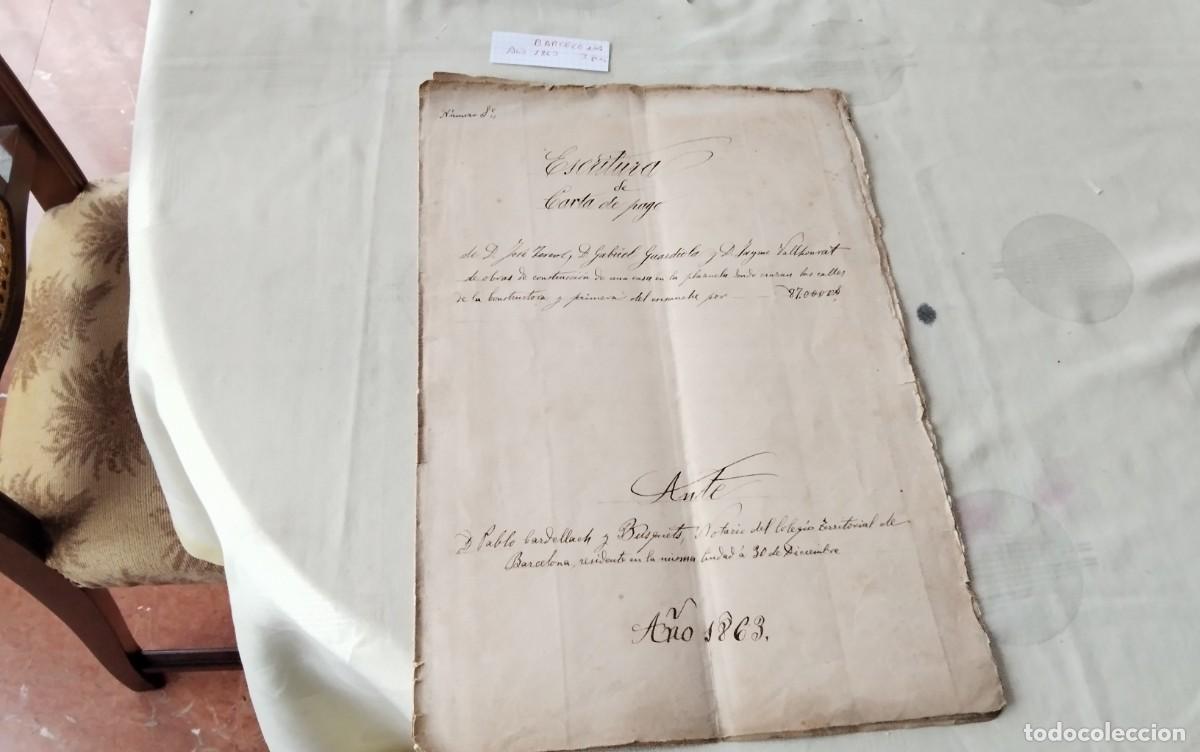 BARCELONA
Año 1863
Número
Escritura
de
Carta de pago
de D. José, D. Gabriel Guardiola y D. Jayme Vallhonrat
de obras de construcción de una casa en la plazuela donde cruzan las calles
de la Constructora y primera del ensanche por 87.000
Ante
D Pablo Cardellach y Busquets, Notario del Colegio Territorial de
Barcelona, residente en la misma Ciudad á 30 de Diciembre
Año 1863.
todocoleccion